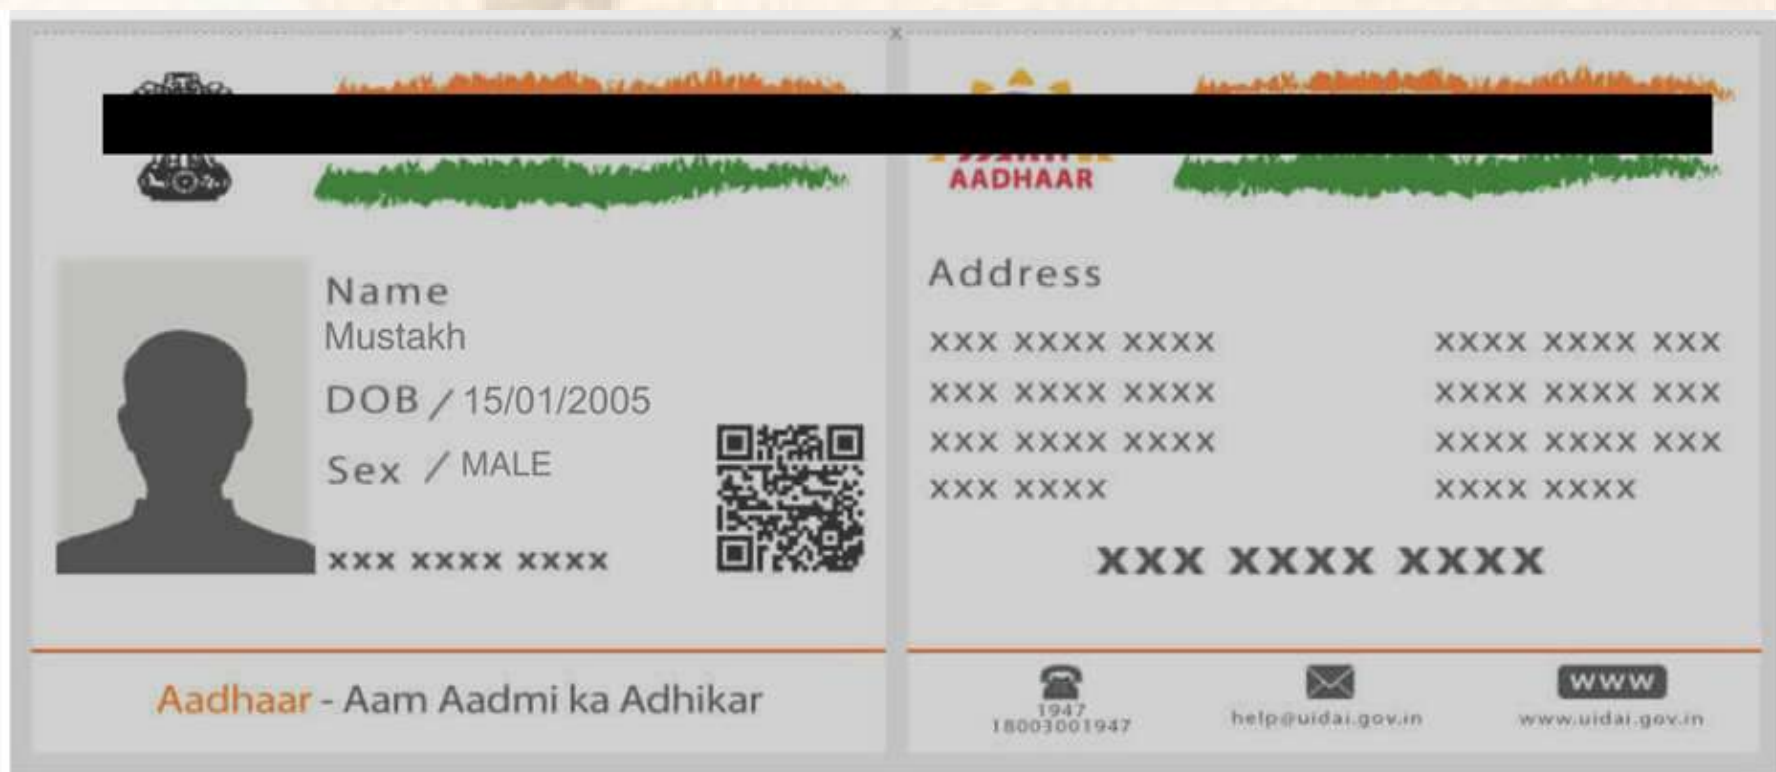 AADHAAR
Name
Mustakh
DOB / 15/01/2005
Sex / MALE
xxx xxxx xxxx
Aadhaar - Aam Aadmi ka Adhikar
Address
xxx xxxx xxxx xxxx xxxx xxx
xxx xxxx xxxx xxxx xxxx xxx
xxx xxxx xxxx xxxx xxxx xxx
xxx xxxx xxxx xxxx
xxx xxxx xxxx
1947
18003001947
help@uidai.gov.in
www
www.uidai.gov.in